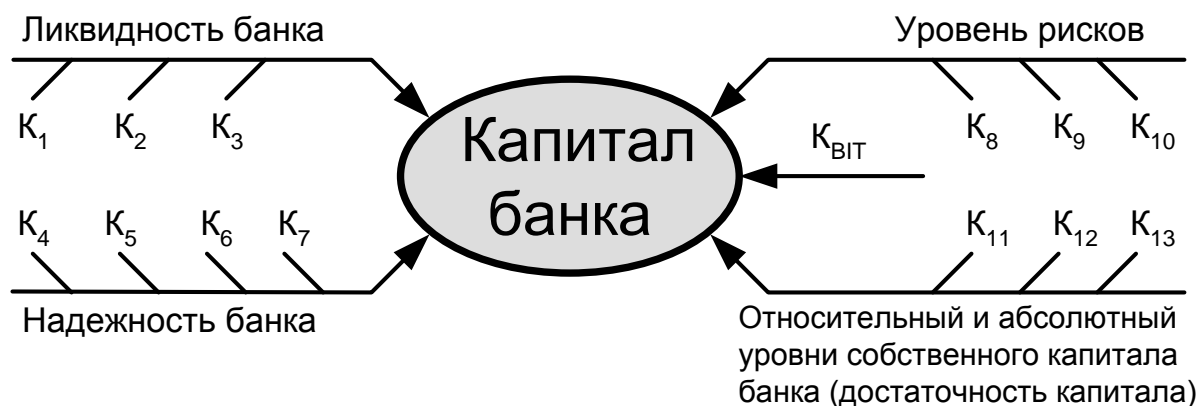 Ликвидность банка
Уровень рисков
К₁ К₂ К₃
К₈ К₉ К₁₀
Капитал
банка
К_BIT
К₄ К₅ К₆ К₇
К₁₁ К₁₂ К₁₃
Надежность банка
Относительный и абсолютный
уровни собственного капитала
банка (достаточность капитала)